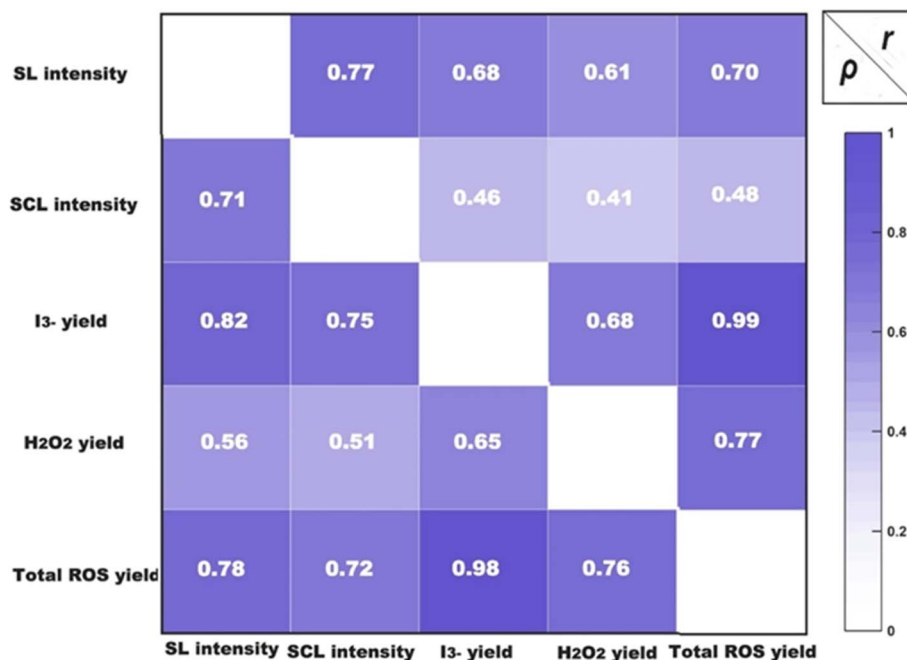 r
ρ
SL intensity 0.77 0.68 0.61 0.70
1
SCL intensity 0.71 0.46 0.41 0.48
0.8
I3- yield 0.82 0.75 0.68 0.99
0.6
H2O2 yield 0.56 0.51 0.65 0.77
0.4
Total ROS yield 0.78 0.72 0.98 0.76
0.2
0
SL intensity SCL intensity I3- yield H2O2 yield Total ROS yield